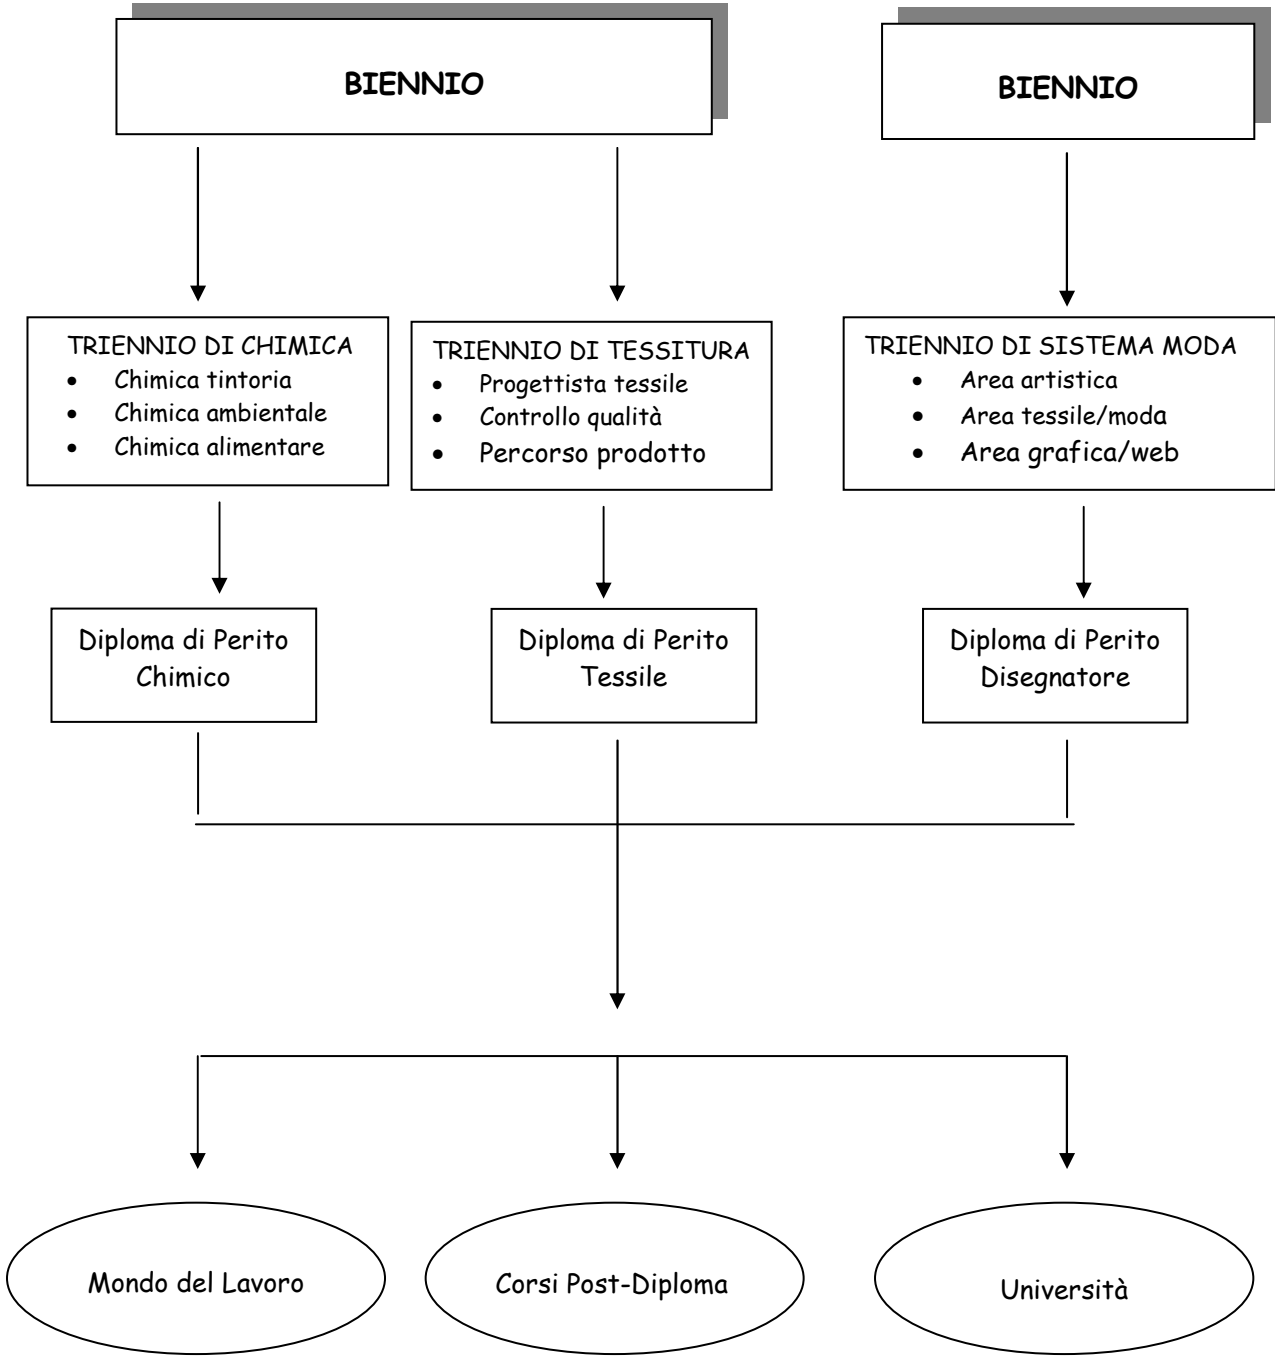 BIENNIO
BIENNIO
TRIENNIO DI CHIMICA
• Chimica tintoria
• Chimica ambientale
• Chimica alimentare
TRIENNIO DI TESSITURA
• Progettista tessile
• Controllo qualità
• Percorso prodotto
TRIENNIO DI SISTEMA MODA
• Area artistica
• Area tessile/moda
• Area grafica/web
Diploma di Perito
Chimico
Diploma di Perito
Tessile
Diploma di Perito
Disegnatore
Mondo del Lavoro
Corsi Post-Diploma
Università